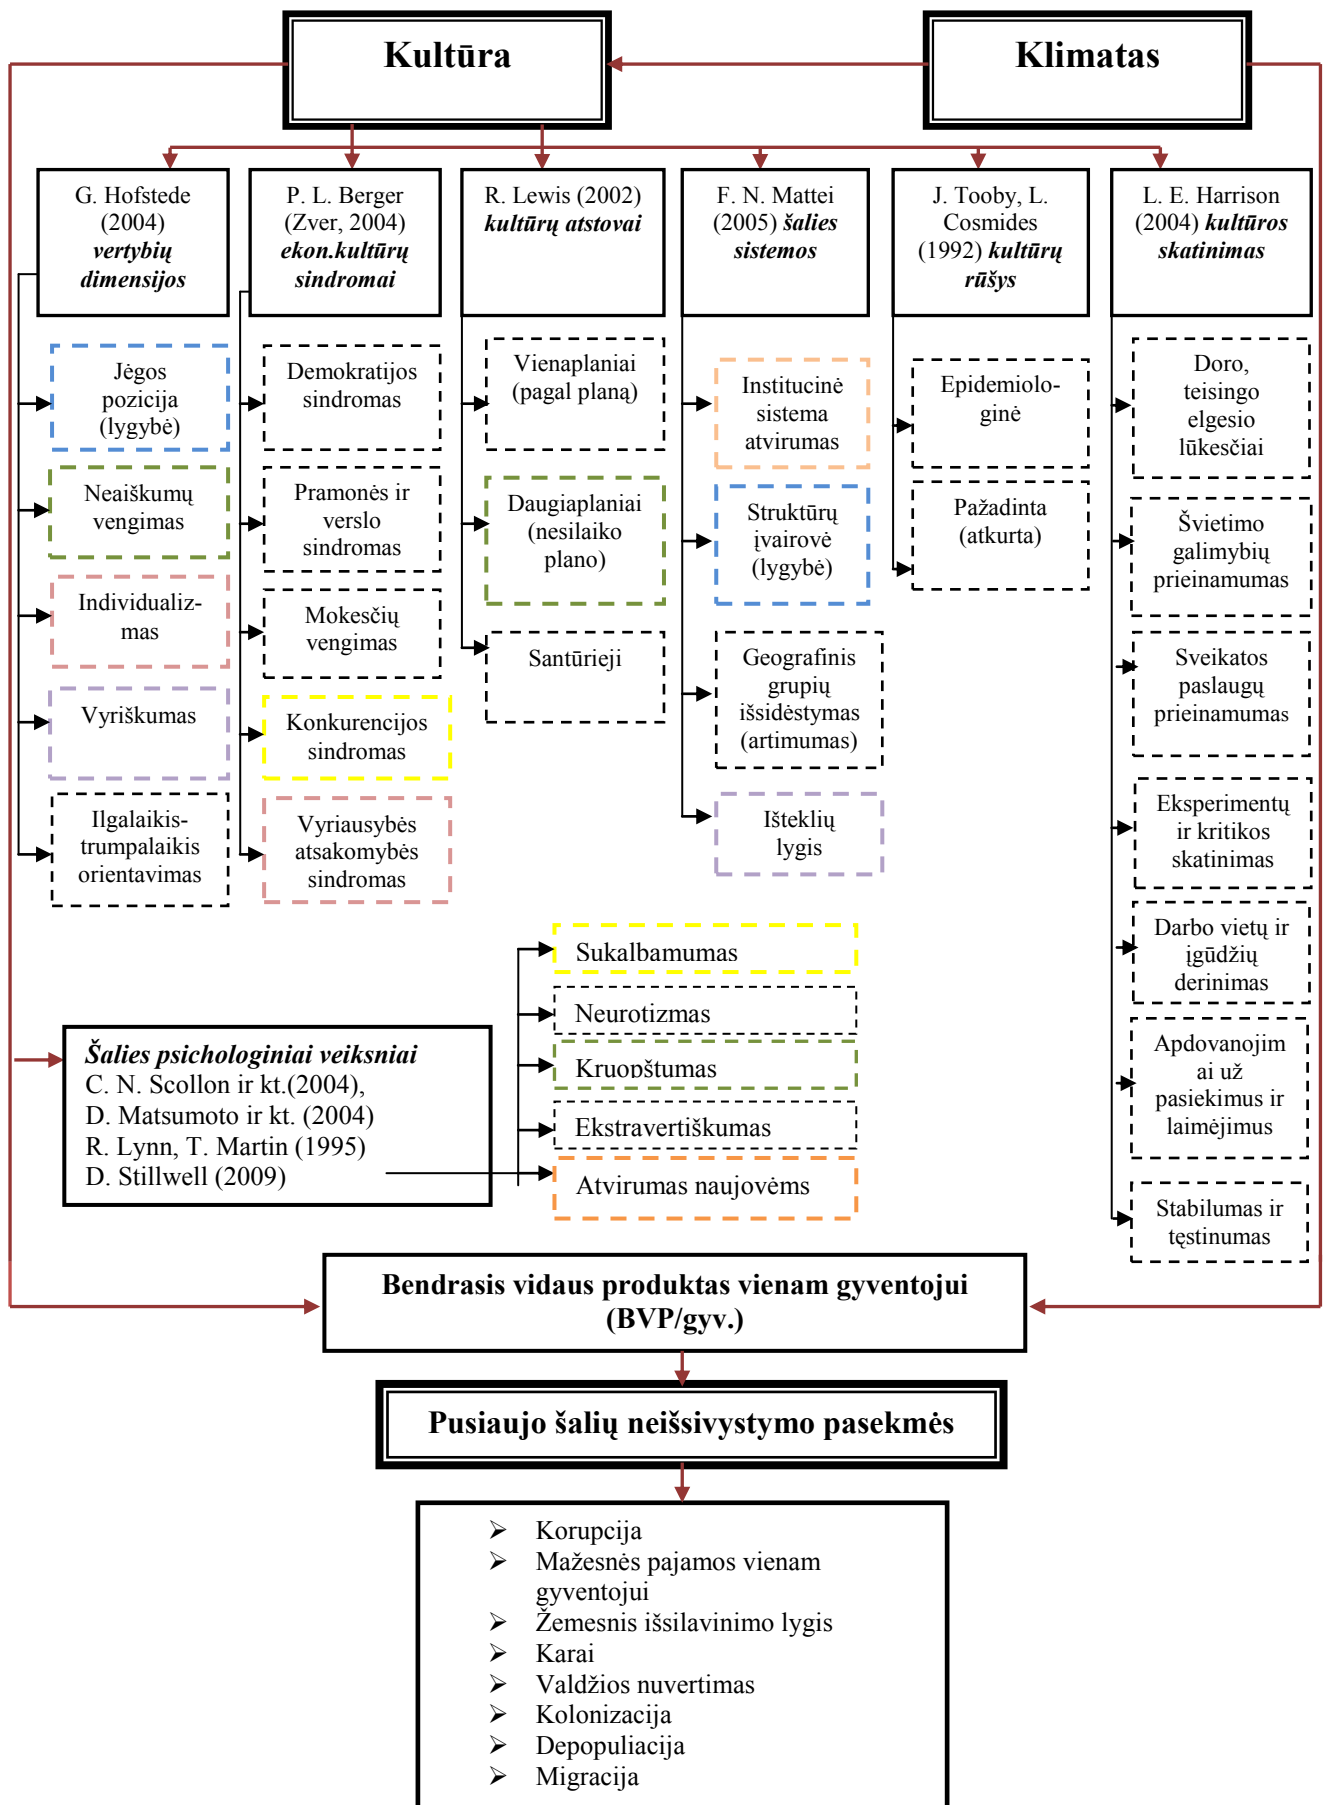 Kultūra
Klimatas
G. Hofstede
(2004)
vertybių
dimensijos
P. L. Berger
(Zver, 2004)
ekon.kultūrų
sindromai
R. Lewis (2002)
kultūrų atstovai
F. N. Mattei
(2005) šalies
sistemos
J. Tooby, L.
Cosmides
(1992) kultūrų
rūšys
L. E. Harrison
(2004) kultūros
skatinimas
Jėgos
pozicija
(lygybė)
Neaiškumų
vengimas
Individualiz-
mas
Vyriškumas
Ilgalaikis-
trumpalaikis
orientavimas
Demokratijos
sindromas
Pramonės ir
verslo
sindromas
Mokesčių
vengimas
Konkurencijos
sindromas
Vyriausybės
atsakomybės
sindromas
Vienaplaniai
(pagal planą)
Daugiaplaniai
(nesilaiko
plano)
Santūrieji
Institucinė
sistema
atvirumas
Struktūrų
įvairovė
(lygybė)
Geografinis
grupių
išsidėstymas
(artimumas)
Išteklių
lygis
Epidemiolo-
ginė
Pažadinta
(atkurta)
Doro,
teisingo
elgesio
lūkesčiai
Švietimo
galimybių
prieinamumas
Sveikatos
paslaugų
prieinamumas
Eksperimentų
ir kritikos
skatinimas
Darbo vietų ir
įgūdžių
derinimas
Apdovanojim
ai už
pasiekimus ir
laimėjimus
Stabilumas ir
tęstinumas
Šalies psichologiniai veiksniai
C. N. Scollon ir kt.(2004),
D. Matsumoto ir kt. (2004)
R. Lynn, T. Martin (1995)
D. Stillwell (2009)
Sukalbamumas
Neurotizmas
Kruopštumas
Ekstravertiškumas
Atvirumas naujovėms
Bendrasis vidaus produktas vienam gyventojui
(BVP/gyv.)
Pusiaujo šalių neišsivystymo pasekmės
➢ Korupcija
➢ Mažesnės pajamos vienam
gyventojui
➢ Žemesnis išsilavinimo lygis
➢ Karai
➢ Valdžios nuvertimas
➢ Kolonizacija
➢ Depopuliacija
➢ Migracija